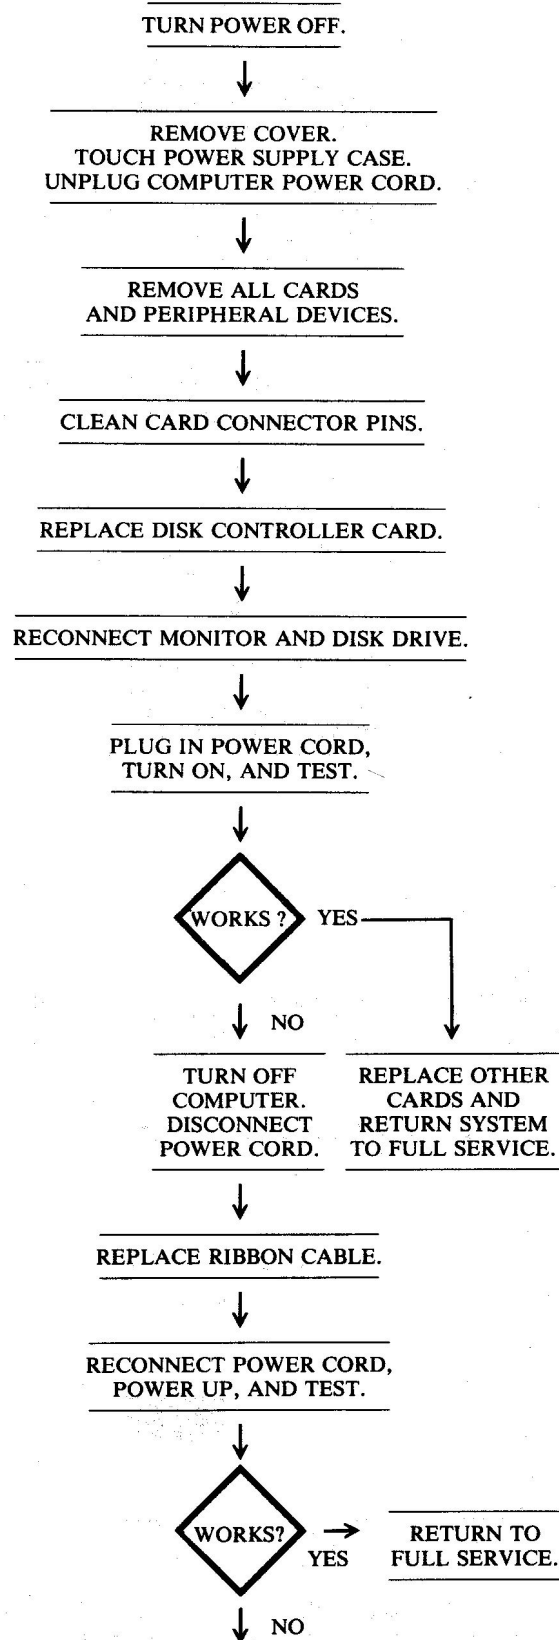 TURN POWER OFF.
REMOVE COVER.
TOUCH POWER SUPPLY CASE.
UNPLUG COMPUTER POWER CORD.
REMOVE ALL CARDS
AND PERIPHERAL DEVICES.
CLEAN CARD CONNECTOR PINS.
REPLACE DISK CONTROLLER CARD.
RECONNECT MONITOR AND DISK DRIVE.
PLUG IN POWER CORD,
TURN ON, AND TEST.
WORKS ?
YES
NO
TURN OFF
COMPUTER.
DISCONNECT
POWER CORD.
REPLACE OTHER
CARDS AND
RETURN SYSTEM
TO FULL SERVICE.
REPLACE RIBBON CABLE.
RECONNECT POWER CORD,
POWER UP, AND TEST.
WORKS?
YES
RETURN TO
FULL SERVICE.
NO